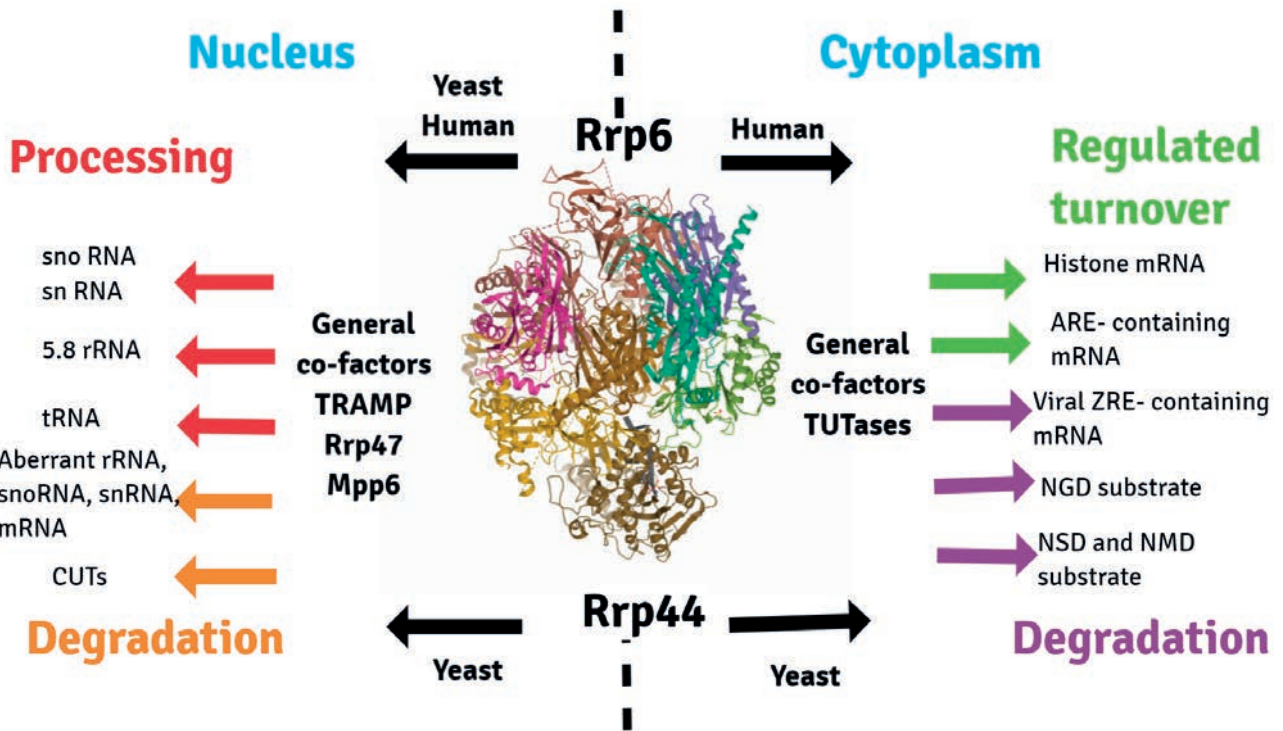 Nucleus
Cytoplasm
Yeast
Human
Rrp6
Human
Processing
Regulated
turnover
sno RNA
sn RNA
5.8 rRNA
tRNA
Aberrant rRNA,
snoRNA, snRNA,
mRNA
CUTs
Degradation
General
co-factors
TRAMP
Rrp47
Mpp6
General
co-factors
TUTases
Histone mRNA
ARE- containing
mRNA
Viral ZRE- containing
mRNA
NGD substrate
NSD and NMD
substrate
Degradation
Rrp44
Yeast
Yeast